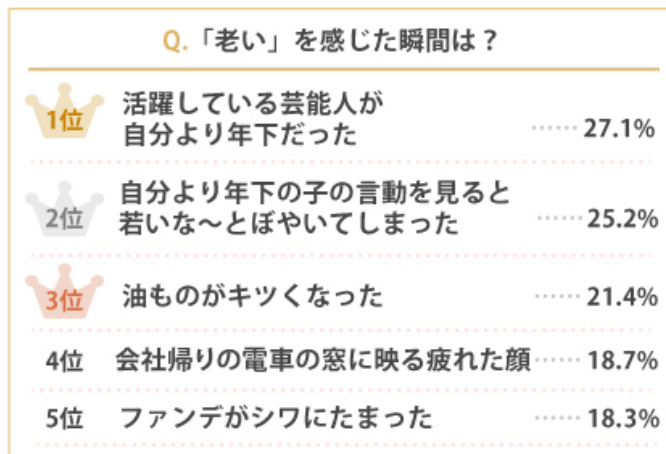 Q.「老い」を感じた瞬間は？
1位
活躍している芸能人が
自分より年下だった
…… 27.1%
2位
自分より年下の子の言動を見ると
若いな～とぼやいてしまった
…… 25.2%
3位
油ものがキツくなった
…… 21.4%
4位 会社帰りの電車の窓に映る疲れた顔 …… 18.7%
5位 ファンデがシワにたまった …… 18.3%